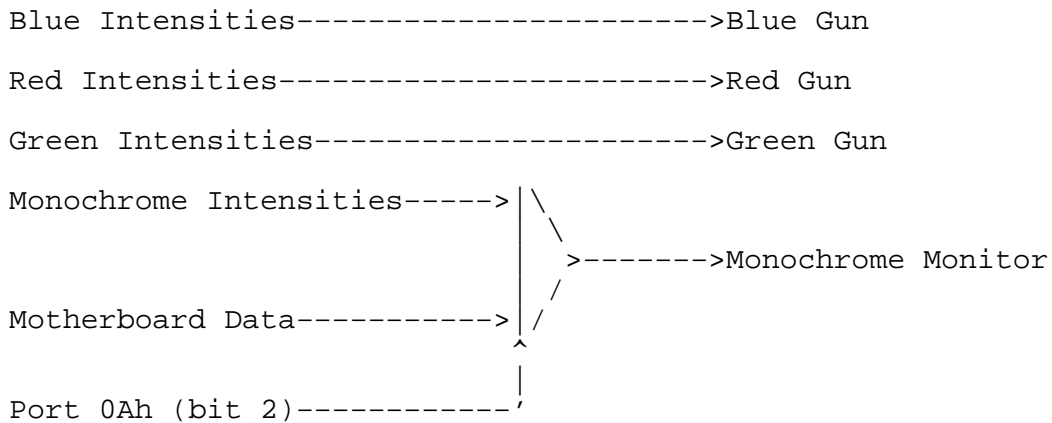 Blue Intensities----------------------->Blue Gun
Red Intensities------------------------>Red Gun
Green Intensities---------------------->Green Gun
Monochrome Intensities----->|\
| \
| >------->Monochrome Monitor
| /
Motherboard Data----------->|/
^
|
Port 0Ah (bit 2)------------'